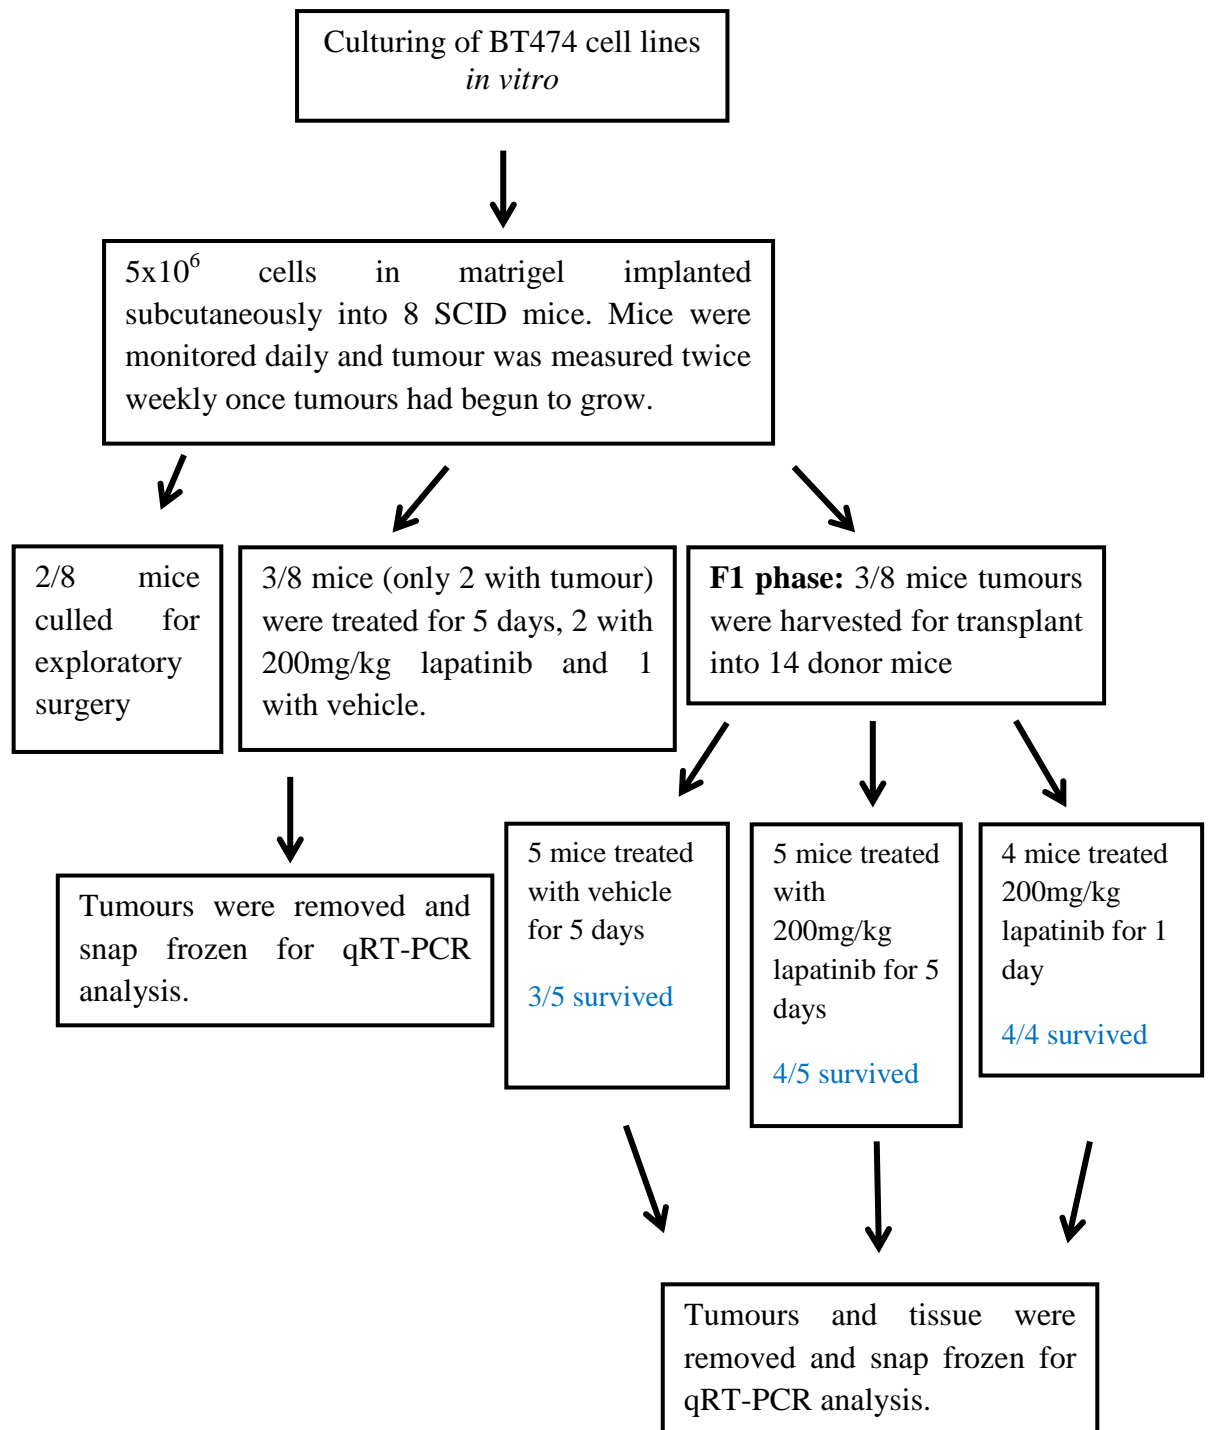 Culturing of BT474 cell lines
in vitro
5x10⁶ cells in matrigel implanted
subcutaneously into 8 SCID mice. Mice were
monitored daily and tumour was measured twice
weekly once tumours had begun to grow.
2/8 mice
culled for
exploratory
surgery
3/8 mice (only 2 with tumour)
were treated for 5 days, 2 with
200mg/kg lapatinib and 1
with vehicle.
F1 phase: 3/8 mice tumours
were harvested for transplant
into 14 donor mice
Tumours were removed and
snap frozen for qRT-PCR
analysis.
5 mice treated
with vehicle
for 5 days
3/5 survived
5 mice treated
with
200mg/kg
lapatinib for 5
days
4/5 survived
4 mice treated
200mg/kg
lapatinib for 1
day
4/4 survived
Tumours and tissue were
removed and snap frozen for
qRT-PCR analysis.